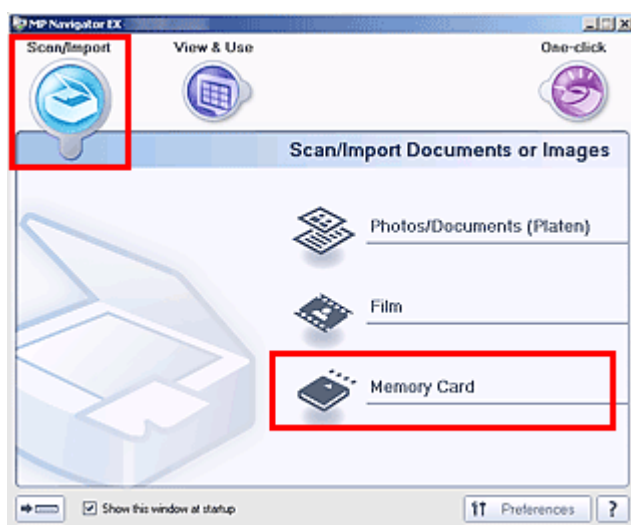 MP Navigator EX
Scan/Import View & Use One-click
Scan/Import Documents or Images
Photos/Documents (Platen)
Film
Memory Card
Show this window at startup Preferences ?